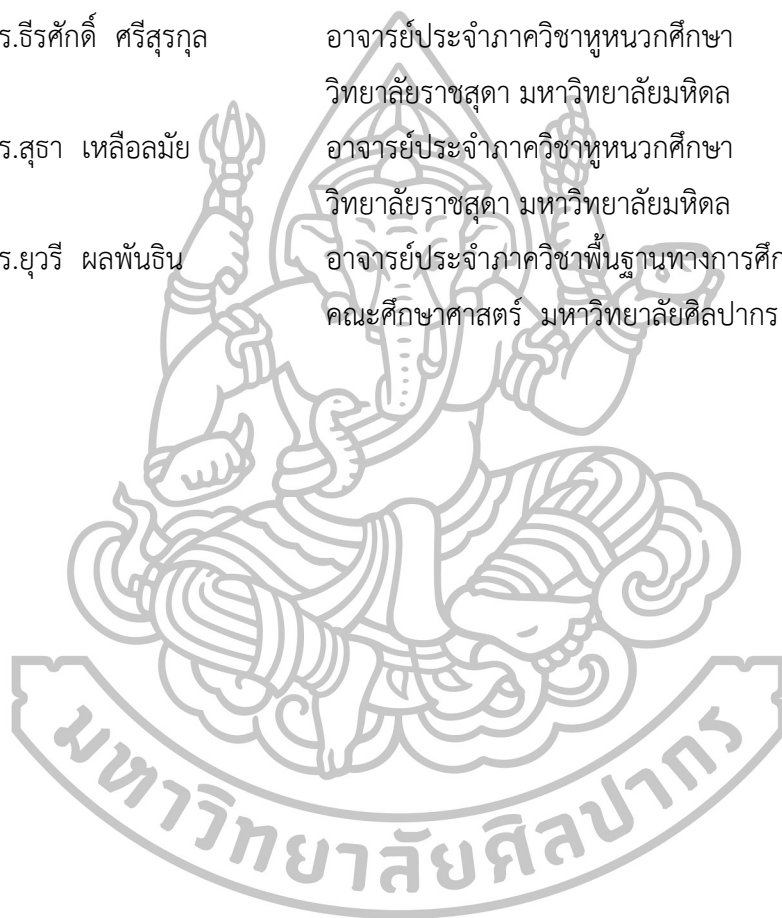 ร.ธีรศักดิ์ ศรีสุรกุล อาจารย์ประจำภาควิชาหูหนวกศึกษา
วิทยาลัยราชสุดา มหาวิทยาลัยมหิดล
ร.สุธา เหลือลมัย อาจารย์ประจำภาควิชาหูหนวกศึกษา
วิทยาลัยราชสุดา มหาวิทยาลัยมหิดล
ร.ยุวรี ผลพันธิน อาจารย์ประจำภาควิชาพื้นฐานทางการศึก
คณะศึกษาศาสตร์ มหาวิทยาลัยศิลปากร
มหาวิทยาลัยศิลปากร